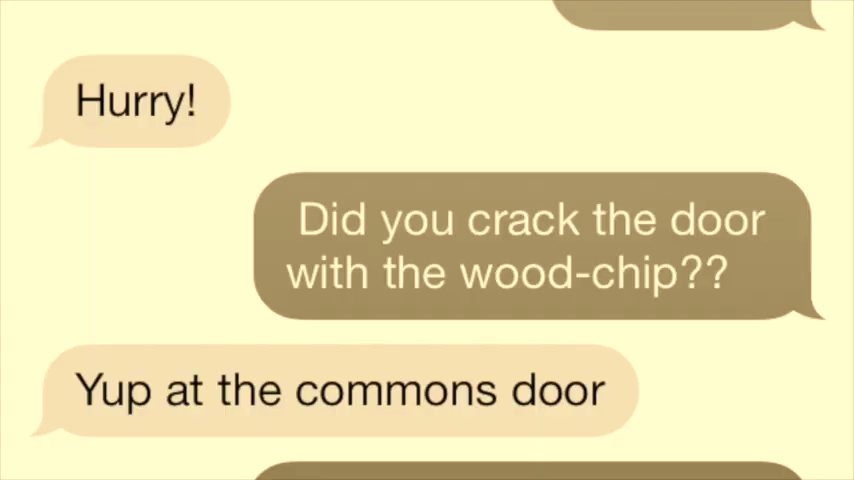 Hurry!
Did you crack the door
with the wood-chip??
Yup at the commons door